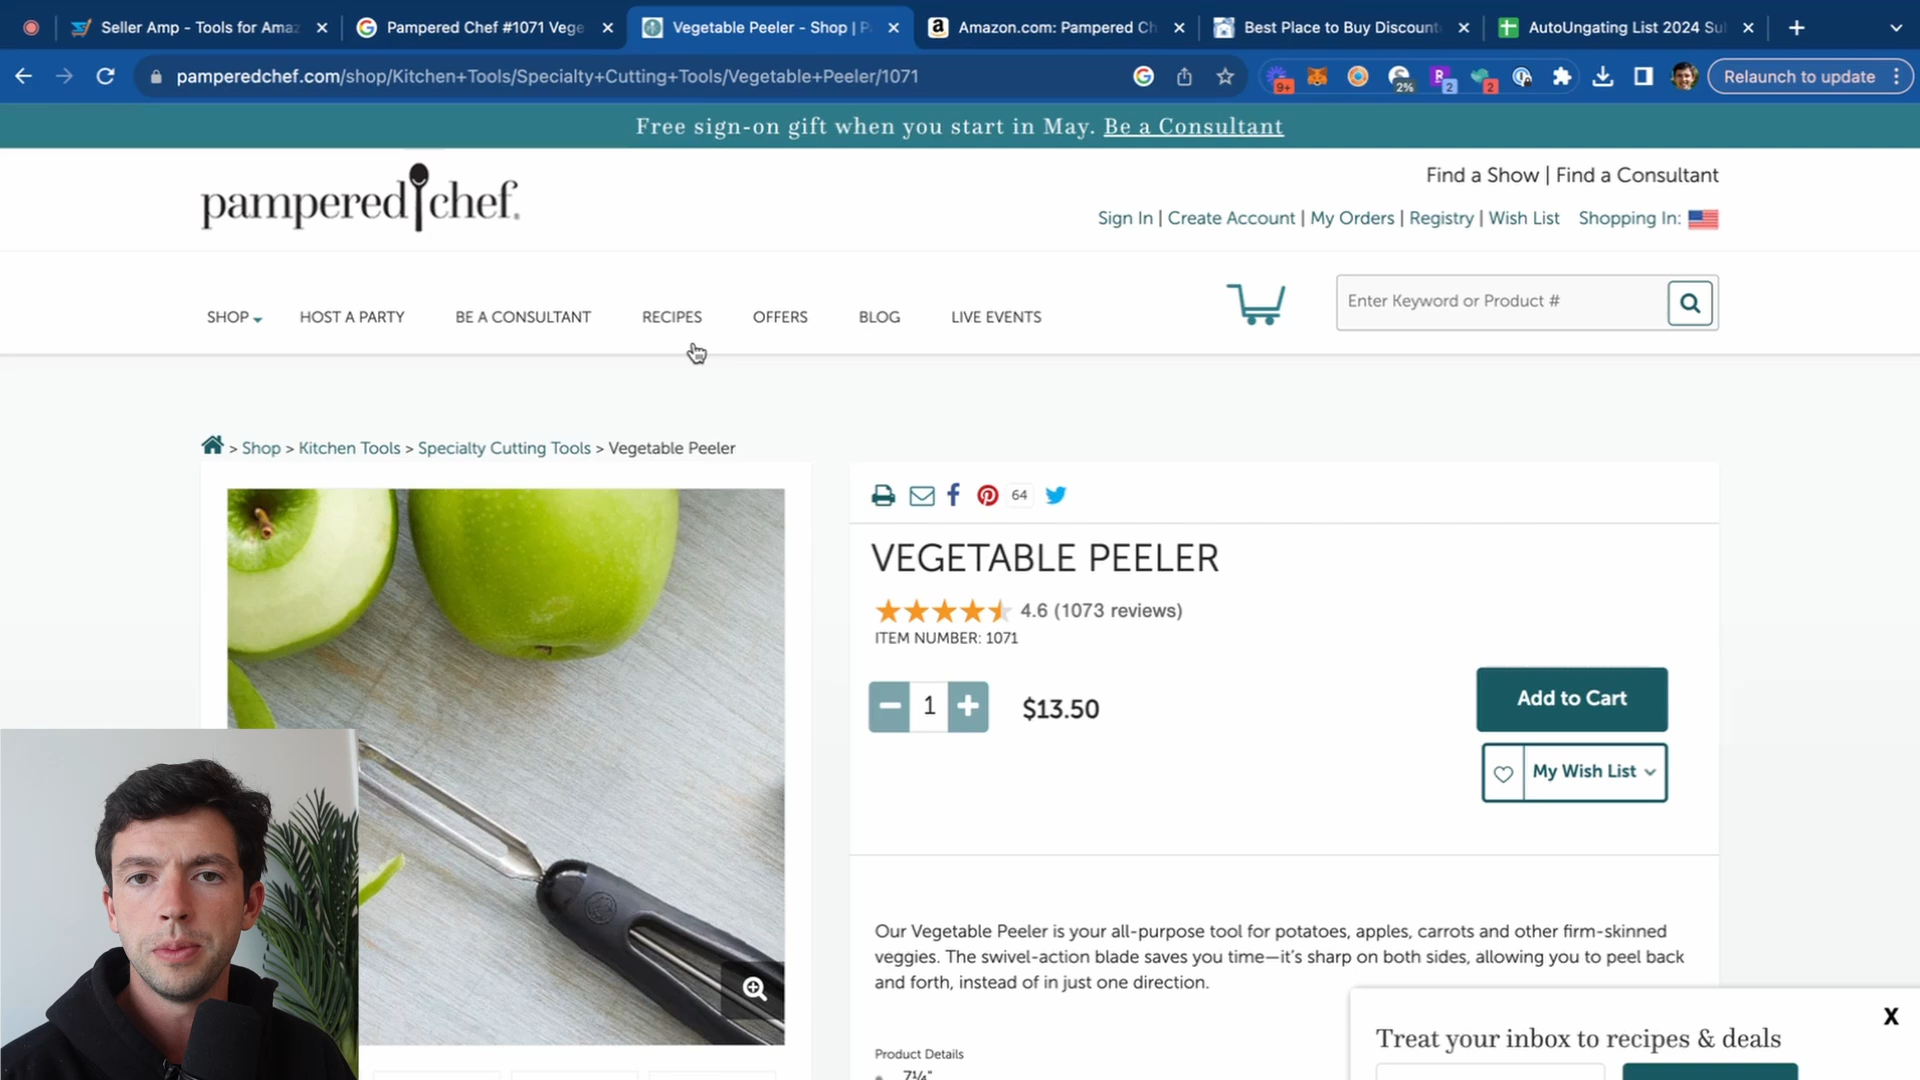 Seller Amp - Tools for Amaz
Pampered Chef #1071 Vege
Vegetable Peeler - Shop | P
Amazon.com: Pampered Ch
Best Place to Buy Discount
AutoUngating List 2024 Su
pamperedchef.com/shop/Kitchen+Tools/Specialty+Cutting+Tools/Vegetable+Peeler/1071
9+
2%
2
2
Relaunch to update
Free sign-on gift when you start in May. Be a Consultant
pampered chef.
Find a Show | Find a Consultant
Sign In | Create Account | My Orders | Registry | Wish List Shopping In:
SHOP HOST A PARTY BE A CONSULTANT RECIPES OFFERS BLOG LIVE EVENTS
Enter Keyword or Product #
> Shop > Kitchen Tools > Specialty Cutting Tools > Vegetable Peeler
64
VEGETABLE PEELER
4.6 (1073 reviews)
ITEM NUMBER: 1071
1 $13.50
Add to Cart
My Wish List
Our Vegetable Peeler is your all-purpose tool for potatoes, apples, carrots and other firm-skinned
veggies. The swivel-action blade saves you time—it's sharp on both sides, allowing you to peel back
and forth, instead of in just one direction.
Product Details
7¼"
X
Treat your inbox to recipes & deals